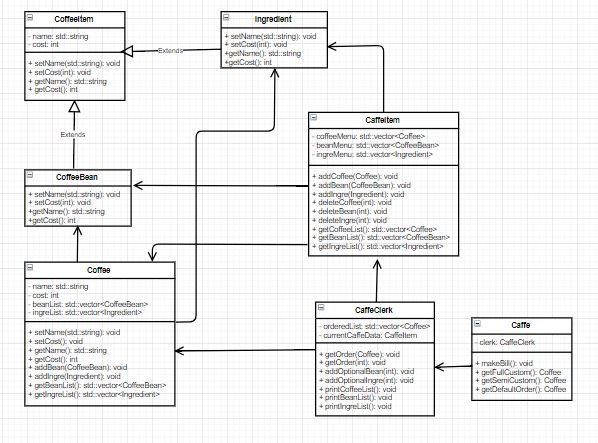 CoffeeItem
- name: std::string
- cost: int
+ setName(std::string): void
+ setCost(int): void
+ getName(): std::string
+ getCost(): int
Ingredient
+ setName(std::string): void
+ setCost(int): void
+getName(): std::string
+getCost(): int
Extends
Extends
CaffeItem
- coffeeMenu: std::vector<Coffee>
- beanMenu: std::vector<CoffeeBean>
- ingreMenu: std::vector<Ingredient>
+ addCoffee(Coffee): void
+ addBean(CoffeeBean): void
+ addIngre(Ingredient): void
+ deleteCoffee(int): void
+ deleteBean(int): void
+ deleteIngre(int): void
+ getCoffeeList(): std::vector<Coffee>
+ getBeanList(): std::vector<CoffeeBean>
+ getIngreList(): std::vector<Ingredient>
CoffeeBean
+ setName(std::string): void
+ setCost(int): void
+getName(): std::string
+getCost(): int
Coffee
- name: std::string
- cost: int
- beanList: std::vector<CoffeeBean>
- ingreList: std::vector<Ingredient>
+ setName(std::string): void
+ setCost(): void
+ getName(): std::string
+ getCost(): int
+ addBean(CoffeeBean): void
+ addIngre(Ingredient): void
+ getBeanList(): std::vector<CoffeeBean>
+ getIngreList(): std::vector<Ingredient>
CaffeClerk
- orderedList: std::vector<Coffee>
- currentCaffeData: CaffeItem
+ getOrder(Coffee): void
+ getOrder(int): void
+ addOptionalBean(int): void
+ addOptionalIngre(int): void
+ printCoffeeList(): void
+ printBeanList(): void
+ printIngreList(): void
Caffe
- clerk: CaffeClerk
+ makeBill(): void
+ getFullCustom(): Coffee
+ getSemiCustom(): Coffee
+ getDefaultOrder(): Coffee